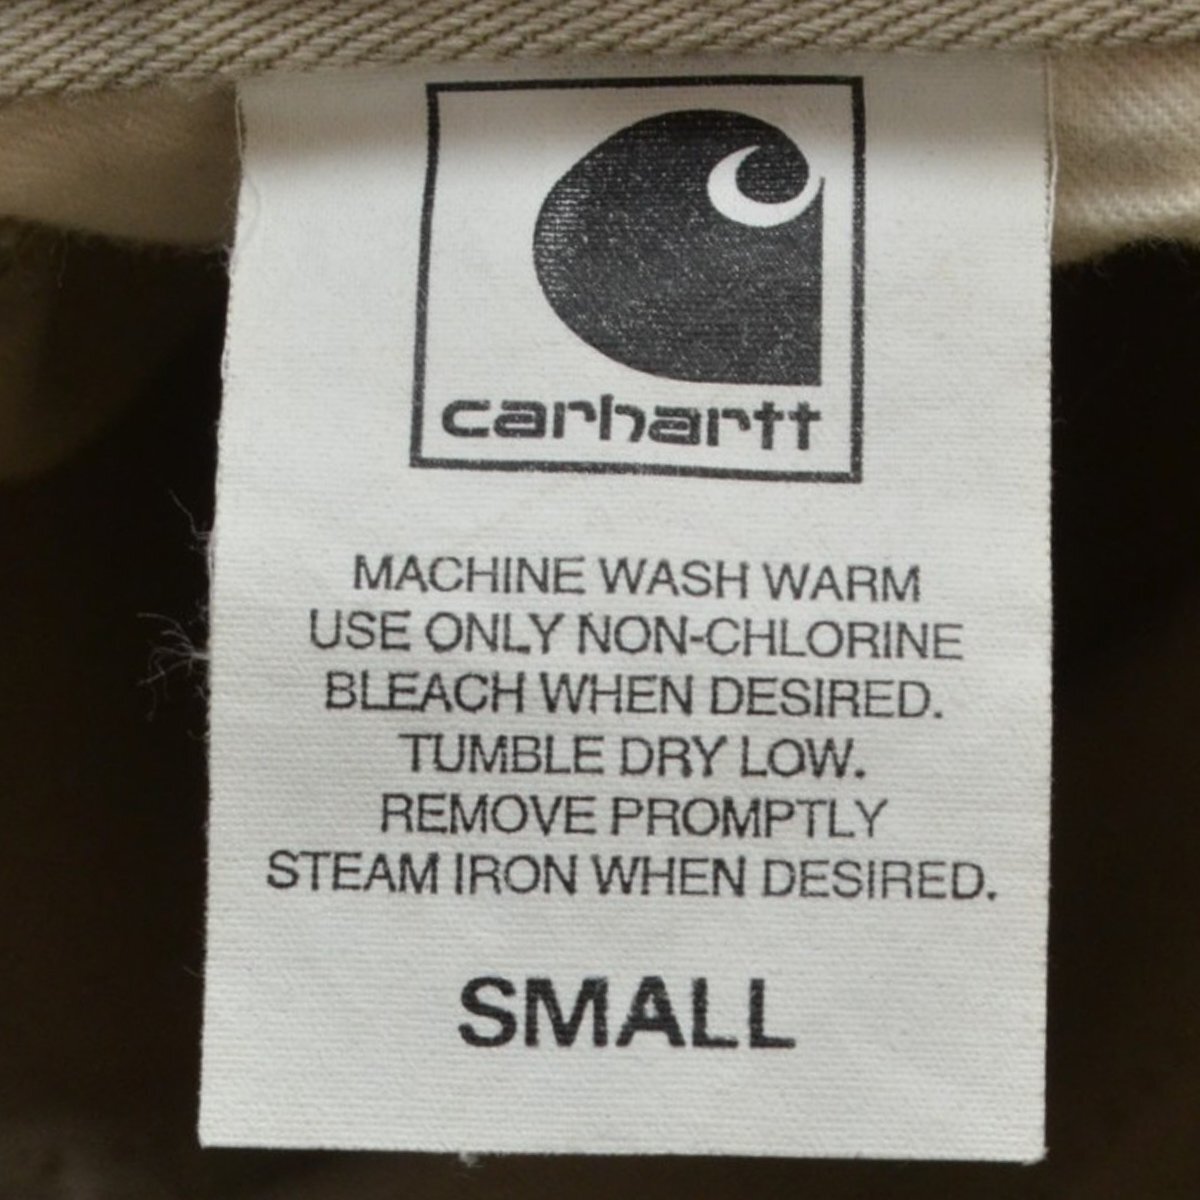 carhartt
MACHINE WASH WARM
USE ONLY NON-CHLORINE
BLEACH WHEN DESIRED.
TUMBLE DRY LOW.
REMOVE PROMPTLY
STEAM IRON WHEN DESIRED.
SMALL